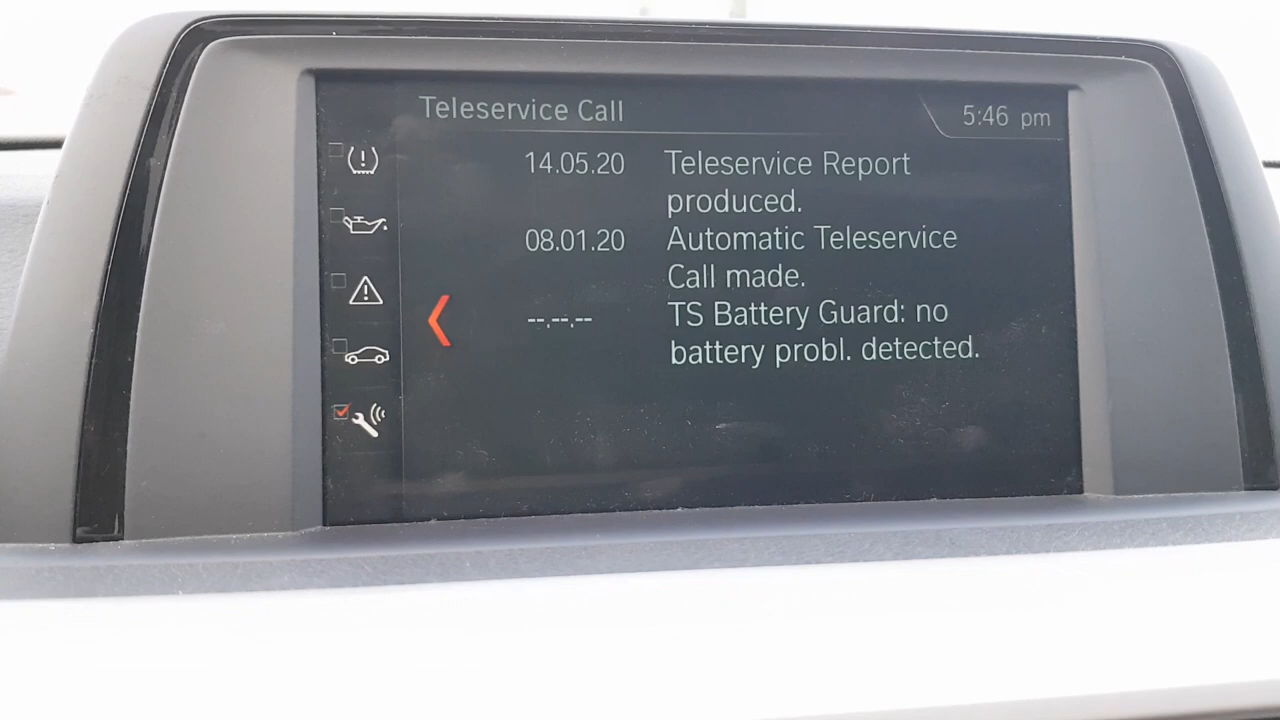 Teleservice Call
5:46 pm
14.05.20 Teleservice Report
produced.
08.01.20 Automatic Teleservice
Call made.
--.--.-- TS Battery Guard: no
battery probl. detected.